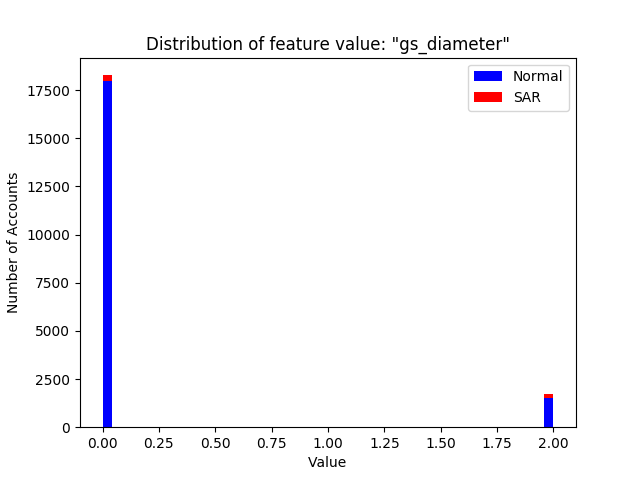 Distribution of feature value: "gs_diameter"
Normal
SAR
Number of Accounts
17500
15000
12500
10000
7500
5000
2500
0
0.00 0.25 0.50 0.75 1.00 1.25 1.50 1.75 2.00
Value